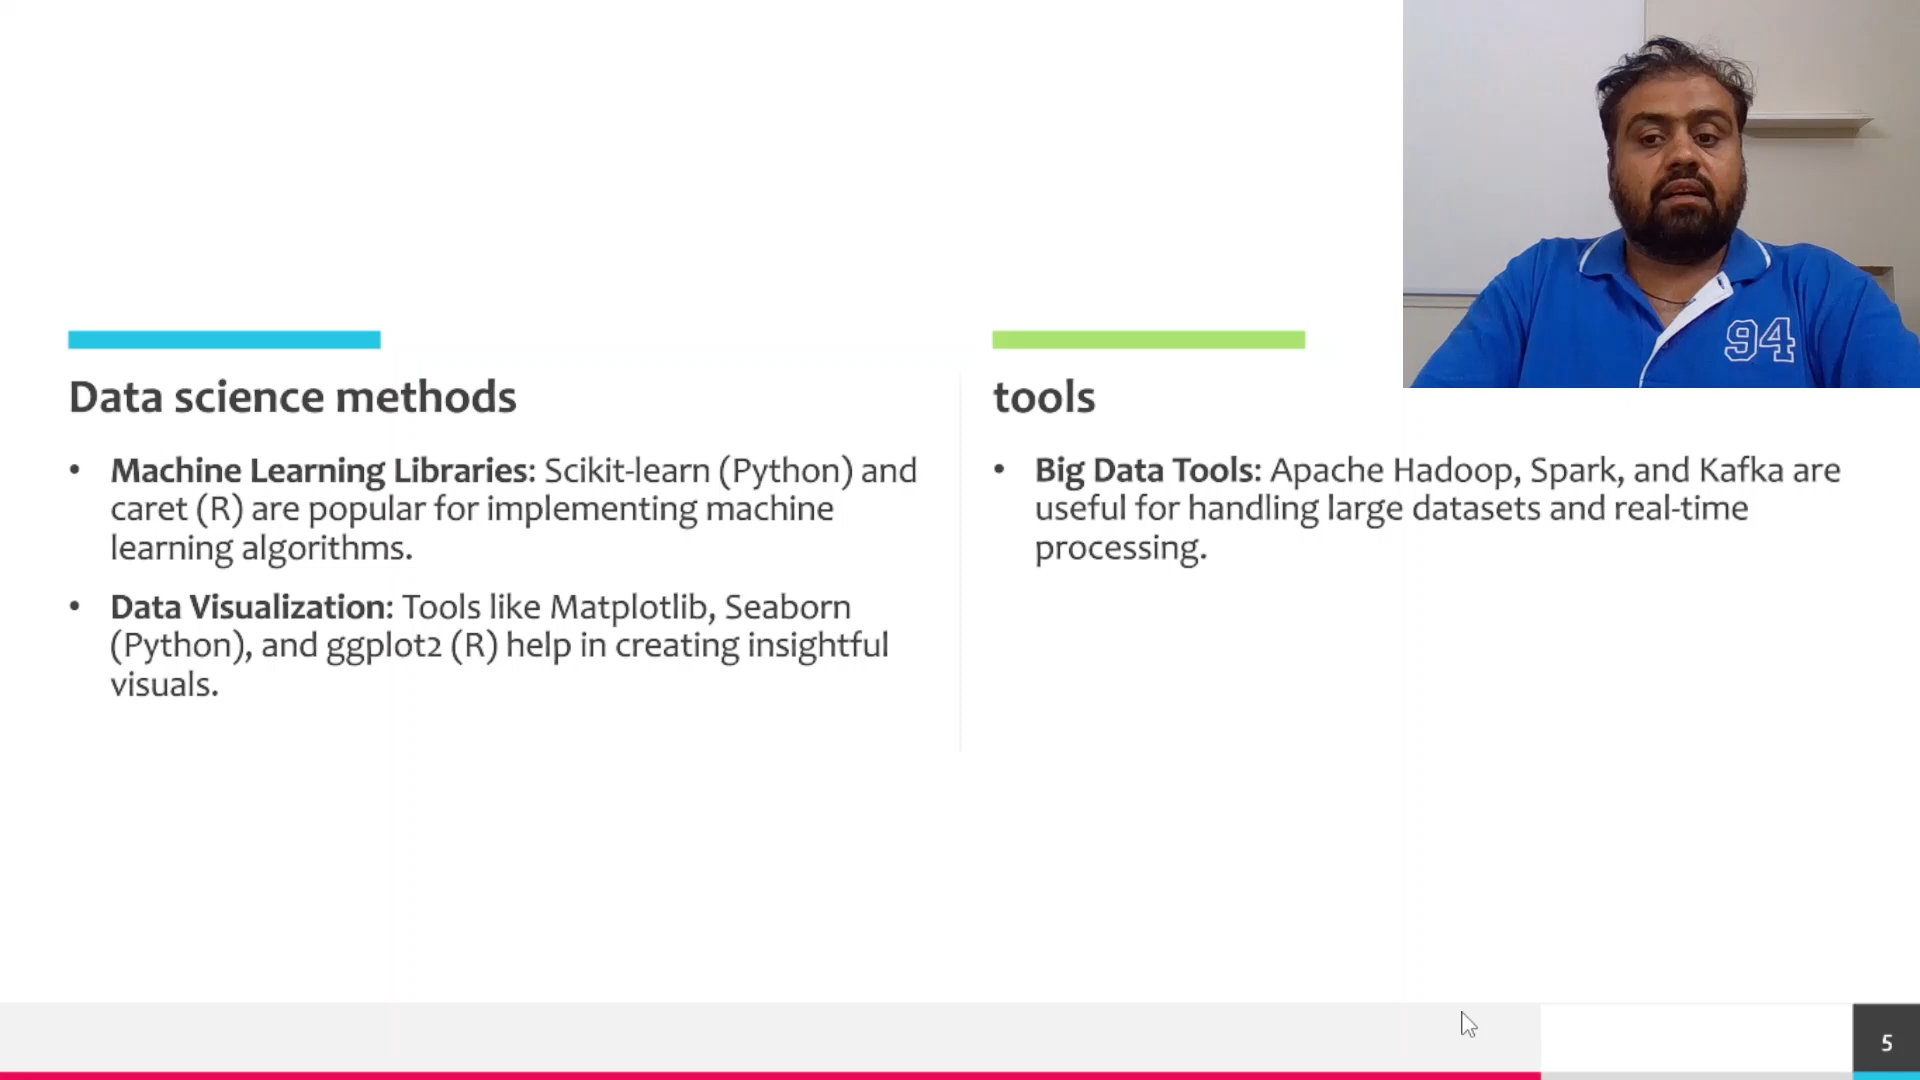 94
Data science methods
• Machine Learning Libraries: Scikit-learn (Python) and
caret (R) are popular for implementing machine
learning algorithms.
• Data Visualization: Tools like Matplotlib, Seaborn
(Python), and ggplot2 (R) help in creating insightful
visuals.
tools
• Big Data Tools: Apache Hadoop, Spark, and Kafka are
useful for handling large datasets and real-time
processing.
5